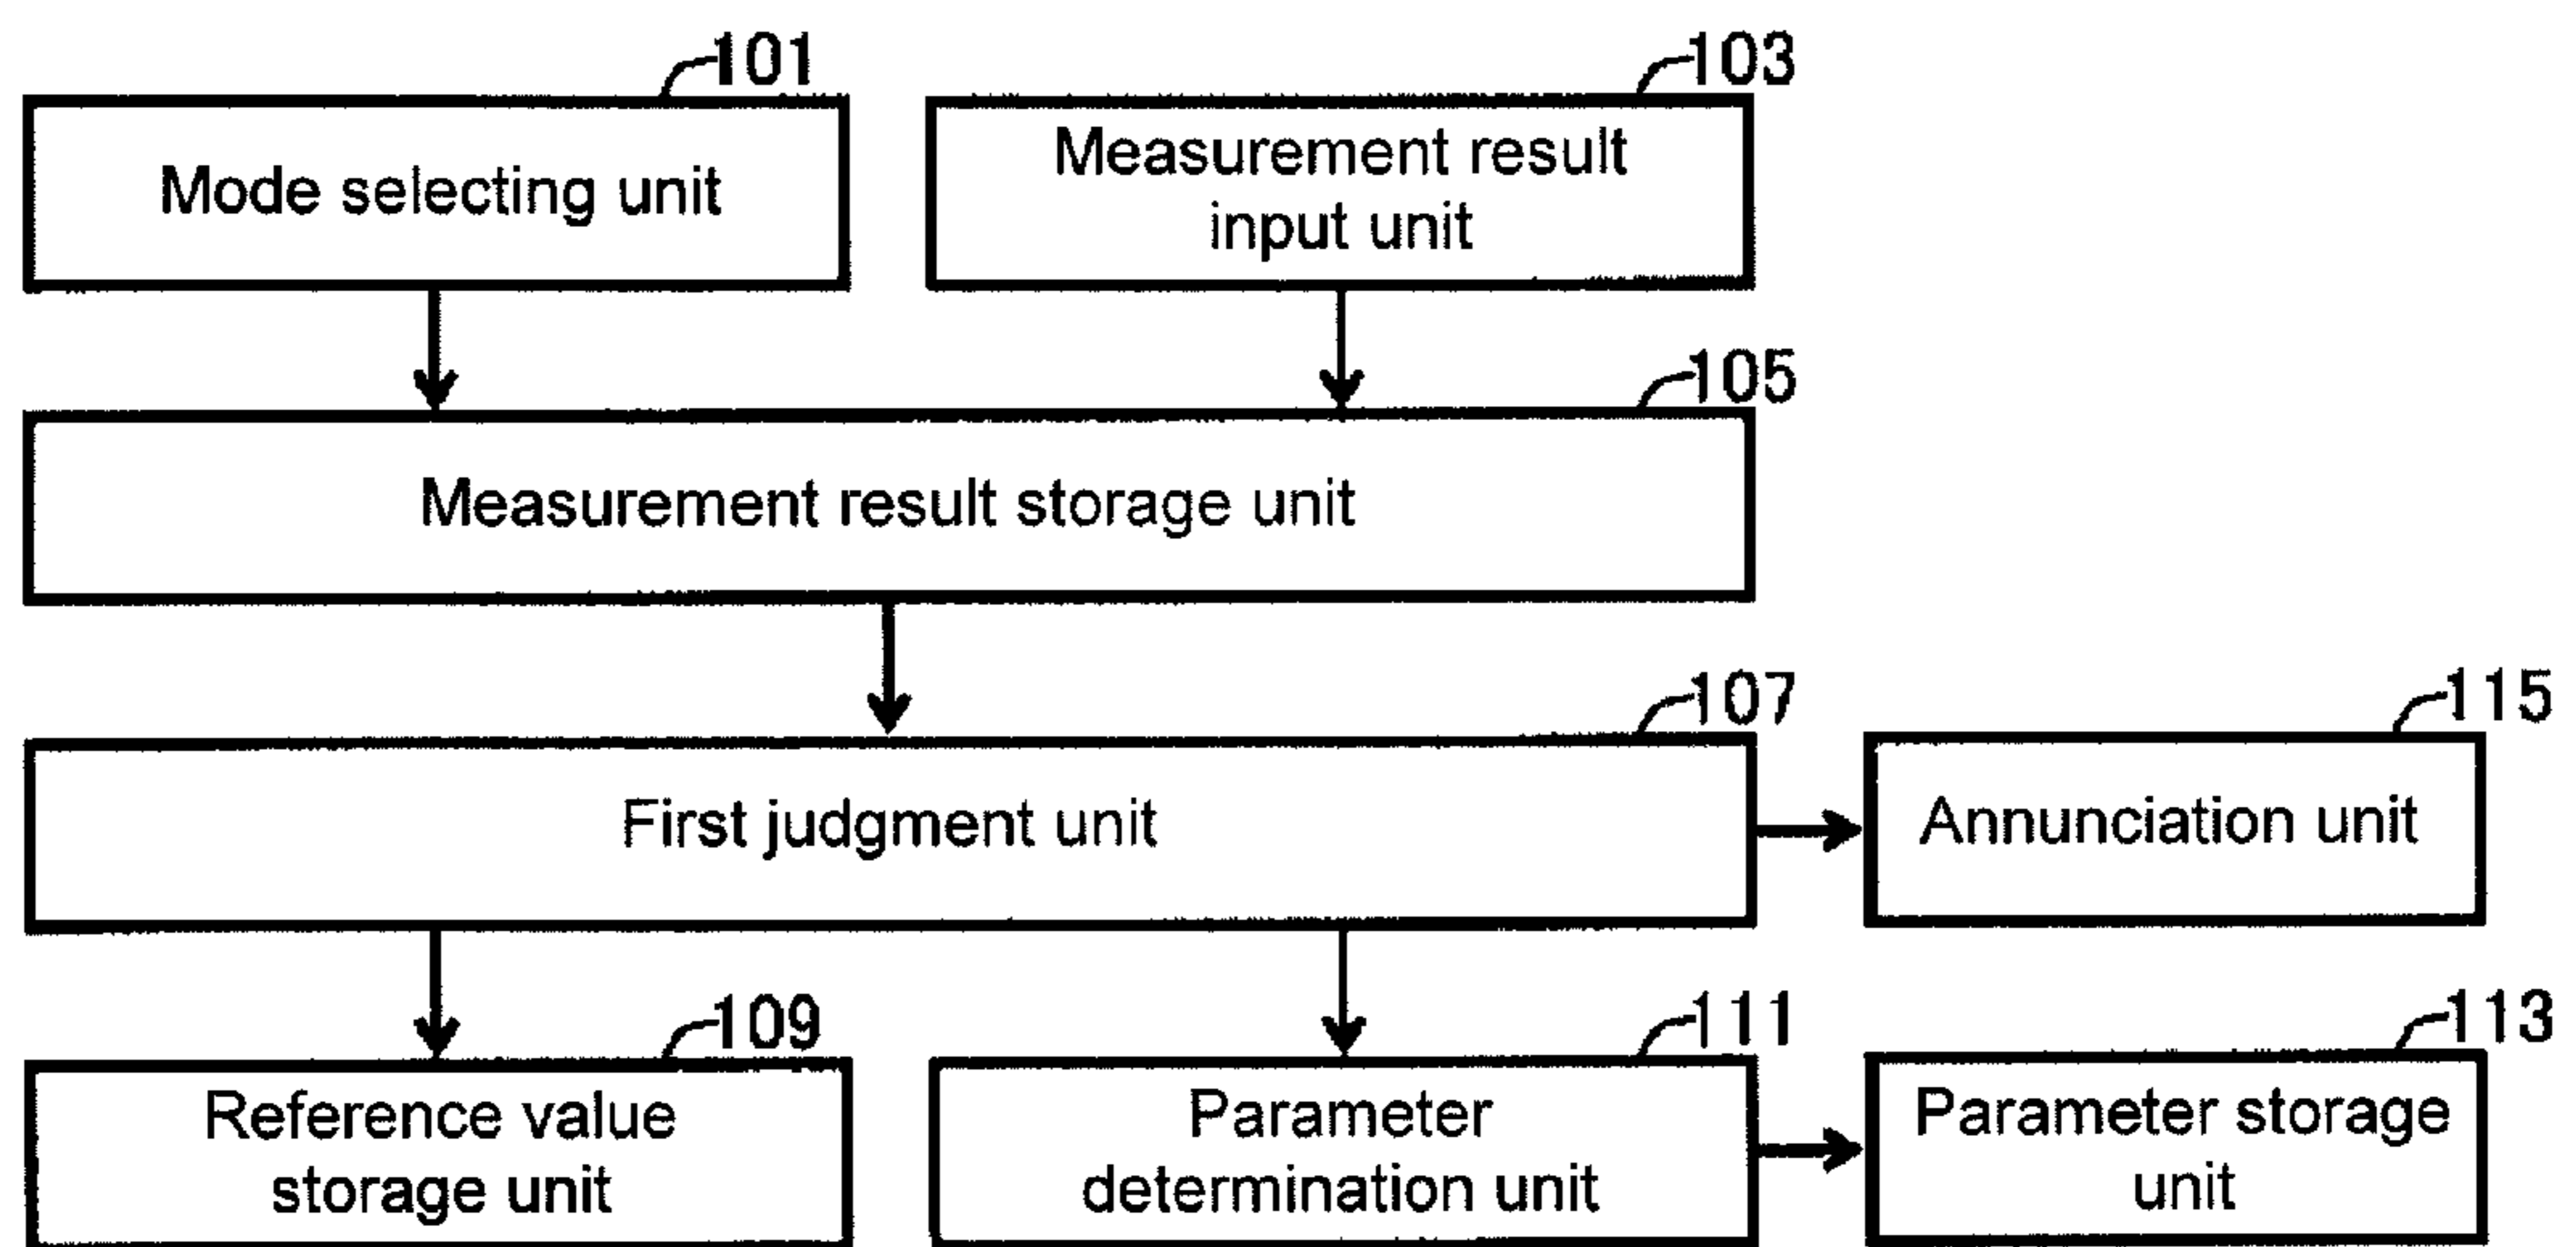 101
103
Mode selecting unit
Measurement result
input unit
105
Measurement result storage unit
107
115
First judgment unit
Annunciation unit
109
111
113
Reference value
storage unit
Parameter
determination unit
Parameter storage
unit